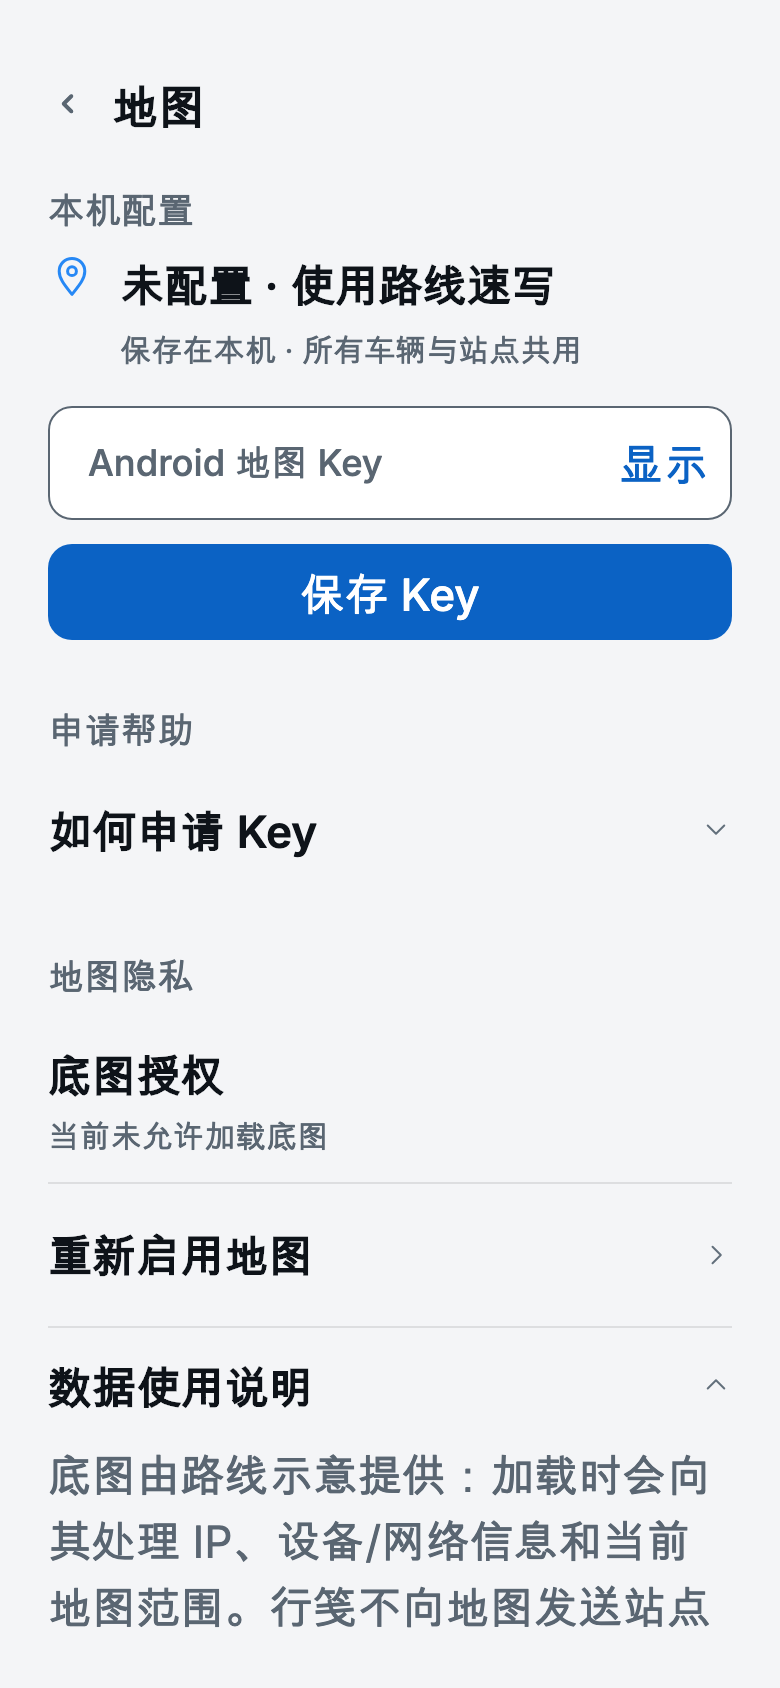 地图
本机配置
未配置 · 使用路线速写
保存在本机 · 所有车辆与站点共用
Android 地图 Key
显示
保存 Key
申请帮助
如何申请 Key
地图隐私
底图授权
当前未允许加载底图
重新启用地图
数据使用说明
底图由路线示意提供：加载时会向
其处理 IP、设备/网络信息和当前
地图范围。行笺不向地图发送站点